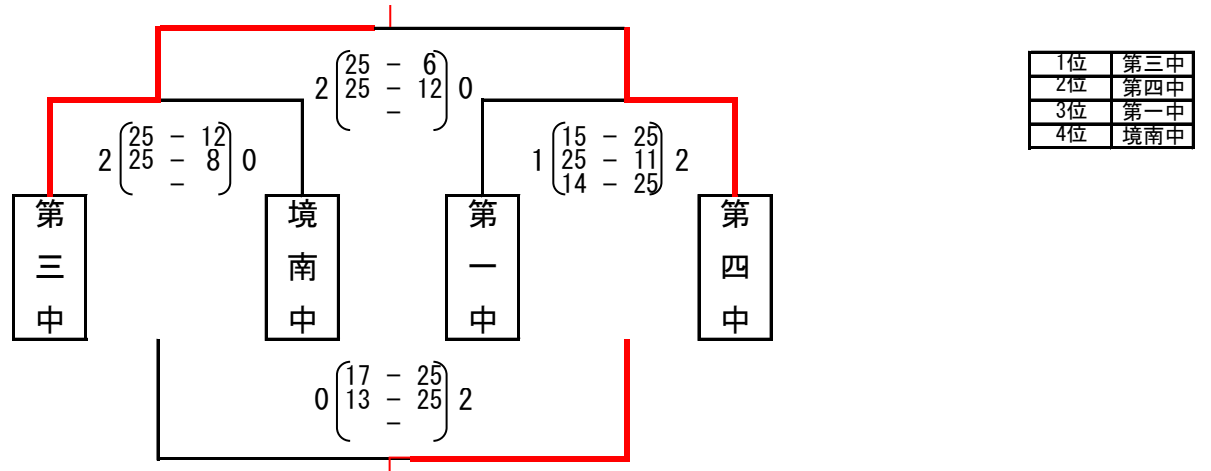 2 25 － 6 0
25 － 12
－
2 25 － 12 0
25 － 8
－
1 15 － 25 2
25 － 11
14 － 25
第三中
境南中
第一中
第四中
0 17 － 25 2
13 － 25
－
1位 第三中
2位 第四中
3位 第一中
4位 境南中